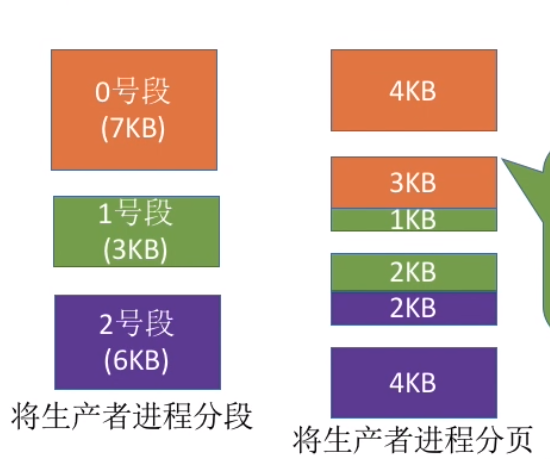 0号段
(7KB)
1号段
(3KB)
2号段
(6KB)
将生产者进程分段
4KB
3KB
1KB
2KB
2KB
4KB
将生产者进程分页